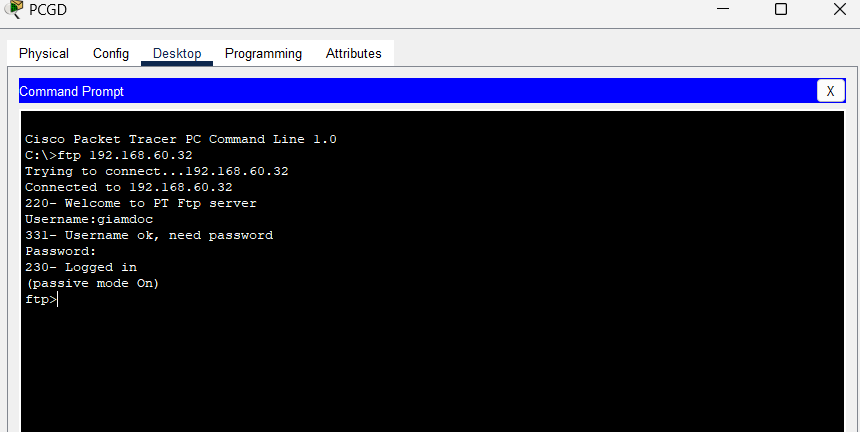 PCGD
Physical Config Desktop Programming Attributes
Command Prompt
X
Cisco Packet Tracer PC Command Line 1.0
C:\>ftp 192.168.60.32
Trying to connect...192.168.60.32
Connected to 192.168.60.32
220- Welcome to PT Ftp server
Username:giamdoc
331- Username ok, need password
Password:
230- Logged in
(passive mode On)
ftp>